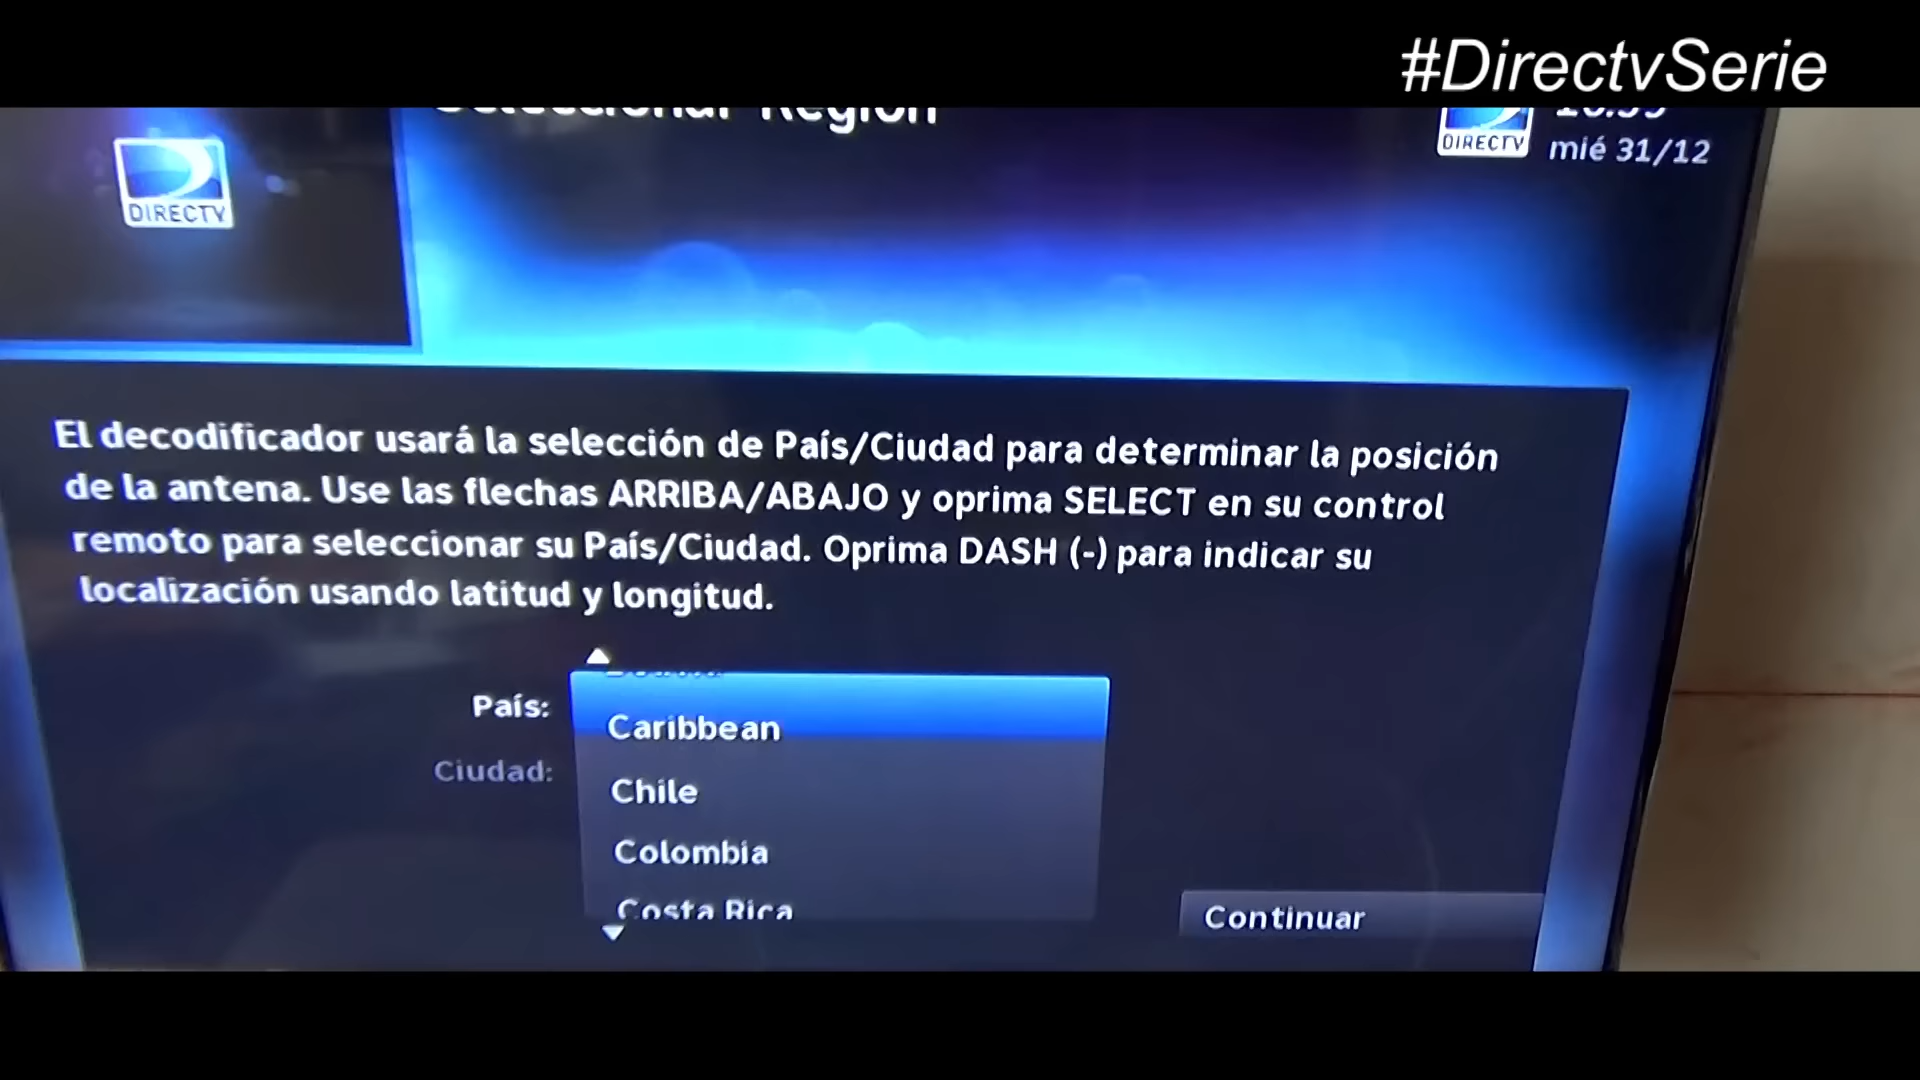 #DirectvSerie
Seleccionar Región
DIRECTV
DIRECTV
mié 31/12
El decodificador usará la selección de País/Ciudad para determinar la posición
de la antena. Use las flechas ARRIBA/ABAJO y oprima SELECT en su control
remoto para seleccionar su País/Ciudad. Oprima DASH (-) para indicar su
localización usando latitud y longitud.
País:
Caribbean
Ciudad:
Chile
Colombia
Costa Rica
Continuar